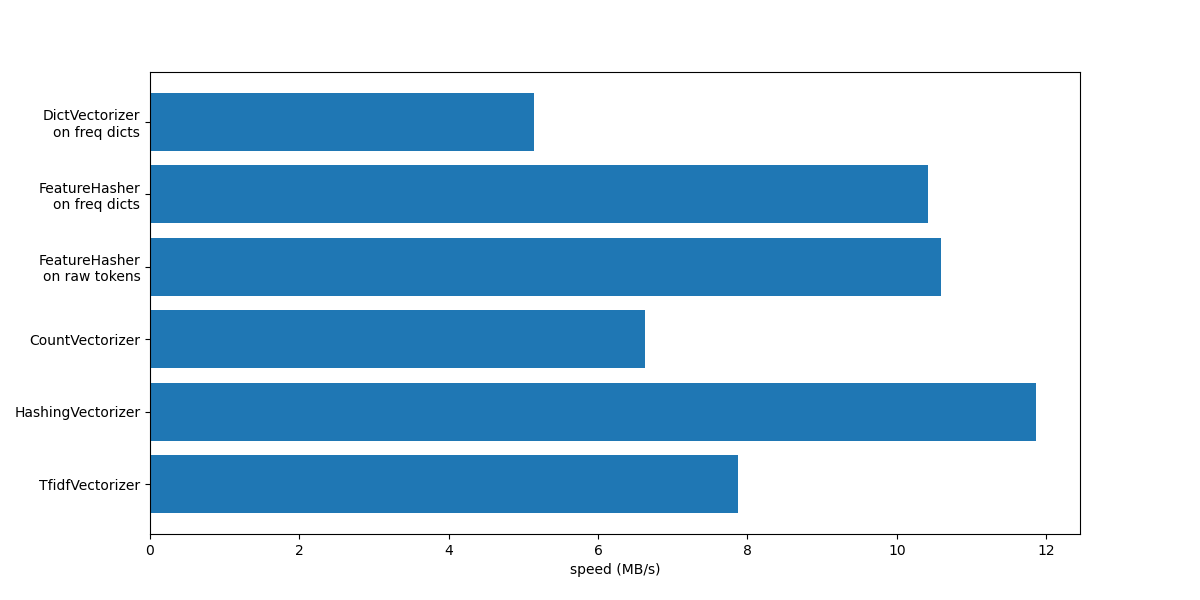 DictVectorizer
on freq dicts
FeatureHasher
on freq dicts
FeatureHasher
on raw tokens
CountVectorizer
HashingVectorizer
TfidfVectorizer
0 2 4 6 8 10 12
speed (MB/s)